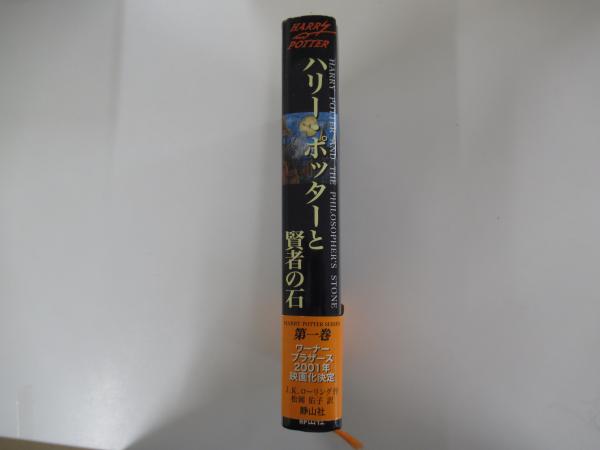 HARRY
POTTER
ハリー・ポッターと
賢者の石
HARRY POTTER AND THE PHILOSOPHER'S STONE
HARRY POTTER SERIES
第一巻
ワーナー
ブラザーズ
2001年
映画化決定
J.K.ローリング作
松岡 佑子 訳
静山社
静山社